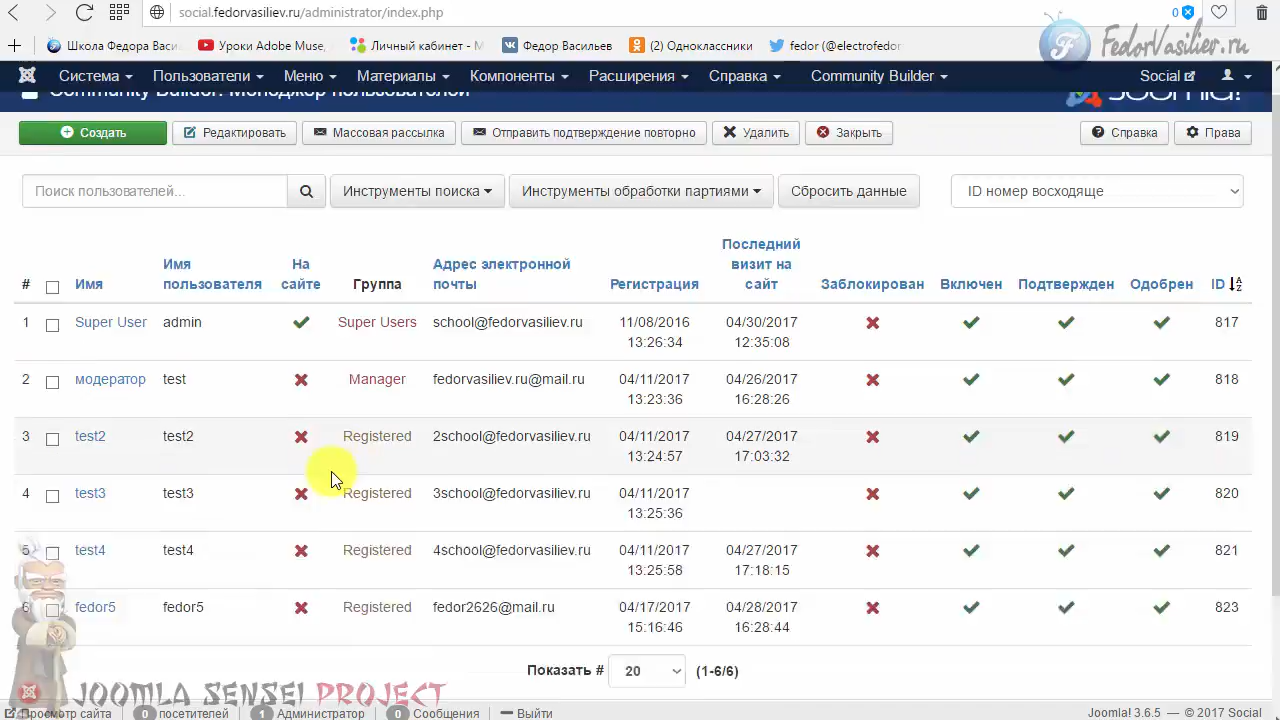 social.fedorvasiliev.ru/administrator/index.php 0
Школа Федора Васи Уроки Adobe Muse, Личный кабинет - М Федор Васильев (2) Одноклассники fedor (@electrofedor
FedorVasiliev.ru
Система Пользователи Меню Материалы Компоненты Расширения Справка Community Builder Social
Community Builder: Менеджер пользователей Joomla!
Создать Редактировать Массовая рассылка Отправить подтверждение повторно Удалить Закрыть Справка Права
Поиск пользователей... Инструменты поиска Инструменты обработки партиями Сбросить данные ID номер восходяще
# Имя Имя пользователя На сайте Группа Адрес электронной почты Регистрация Последний визит на сайт Заблокирован Включен Подтвержден Одобрен ID
1 Super User admin Super Users school@fedorvasiliev.ru 11/08/2016 13:26:34 04/30/2017 12:35:08 817
2 модератор test Manager fedorvasiliev.ru@mail.ru 04/11/2017 13:23:36 04/26/2017 16:28:26 818
3 test2 test2 Registered 2school@fedorvasiliev.ru 04/11/2017 13:24:57 04/27/2017 17:03:32 819
4 test3 test3 Registered 3school@fedorvasiliev.ru 04/11/2017 13:25:36 820
5 test4 test4 Registered 4school@fedorvasiliev.ru 04/11/2017 13:25:58 04/27/2017 17:18:15 821
6 fedor5 fedor5 Registered fedor2626@mail.ru 04/17/2017 15:16:46 04/28/2017 16:28:44 823
Показать # 20 (1-6/6)
JOOMLA SENSEI PROJECT
Просмотр сайта 0 посетителей 1 Администратор 0 Сообщения Выйти Joomla! 3.6.5 — © 2017 Social